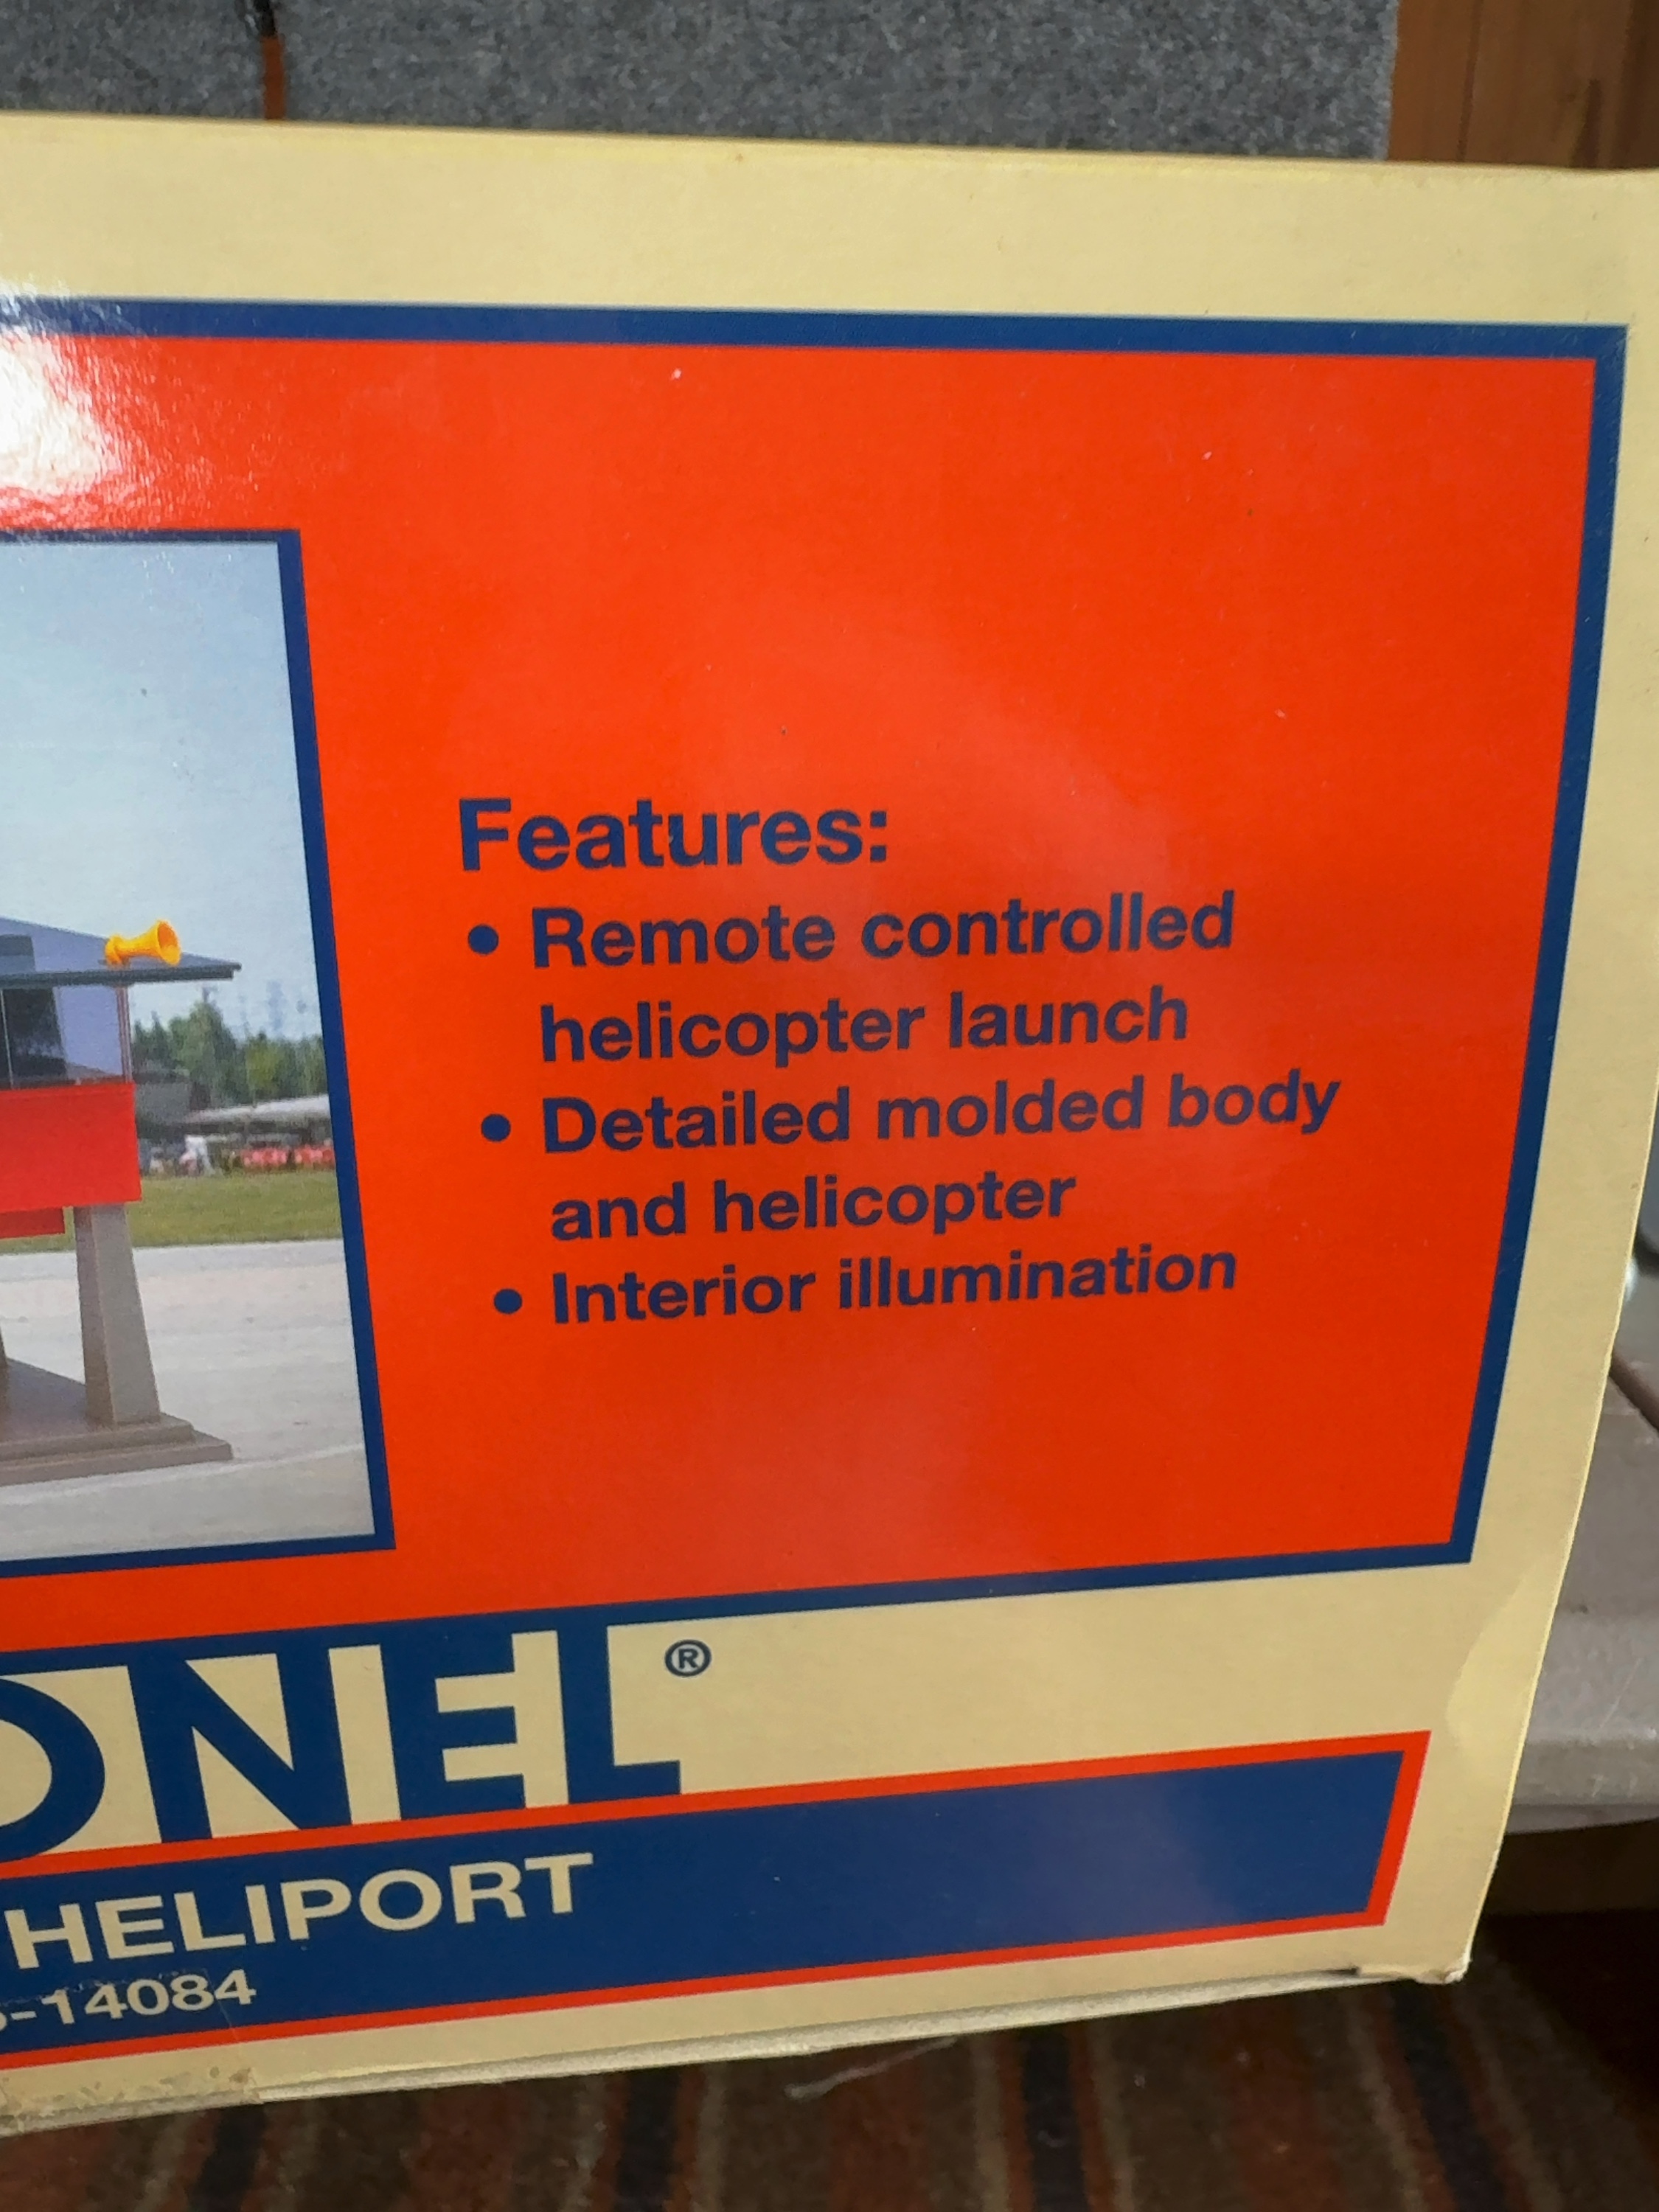 Features:
• Remote controlled
helicopter launch
• Detailed molded body
and helicopter
• Interior illumination
ONEL®
HELIPORT
-14084